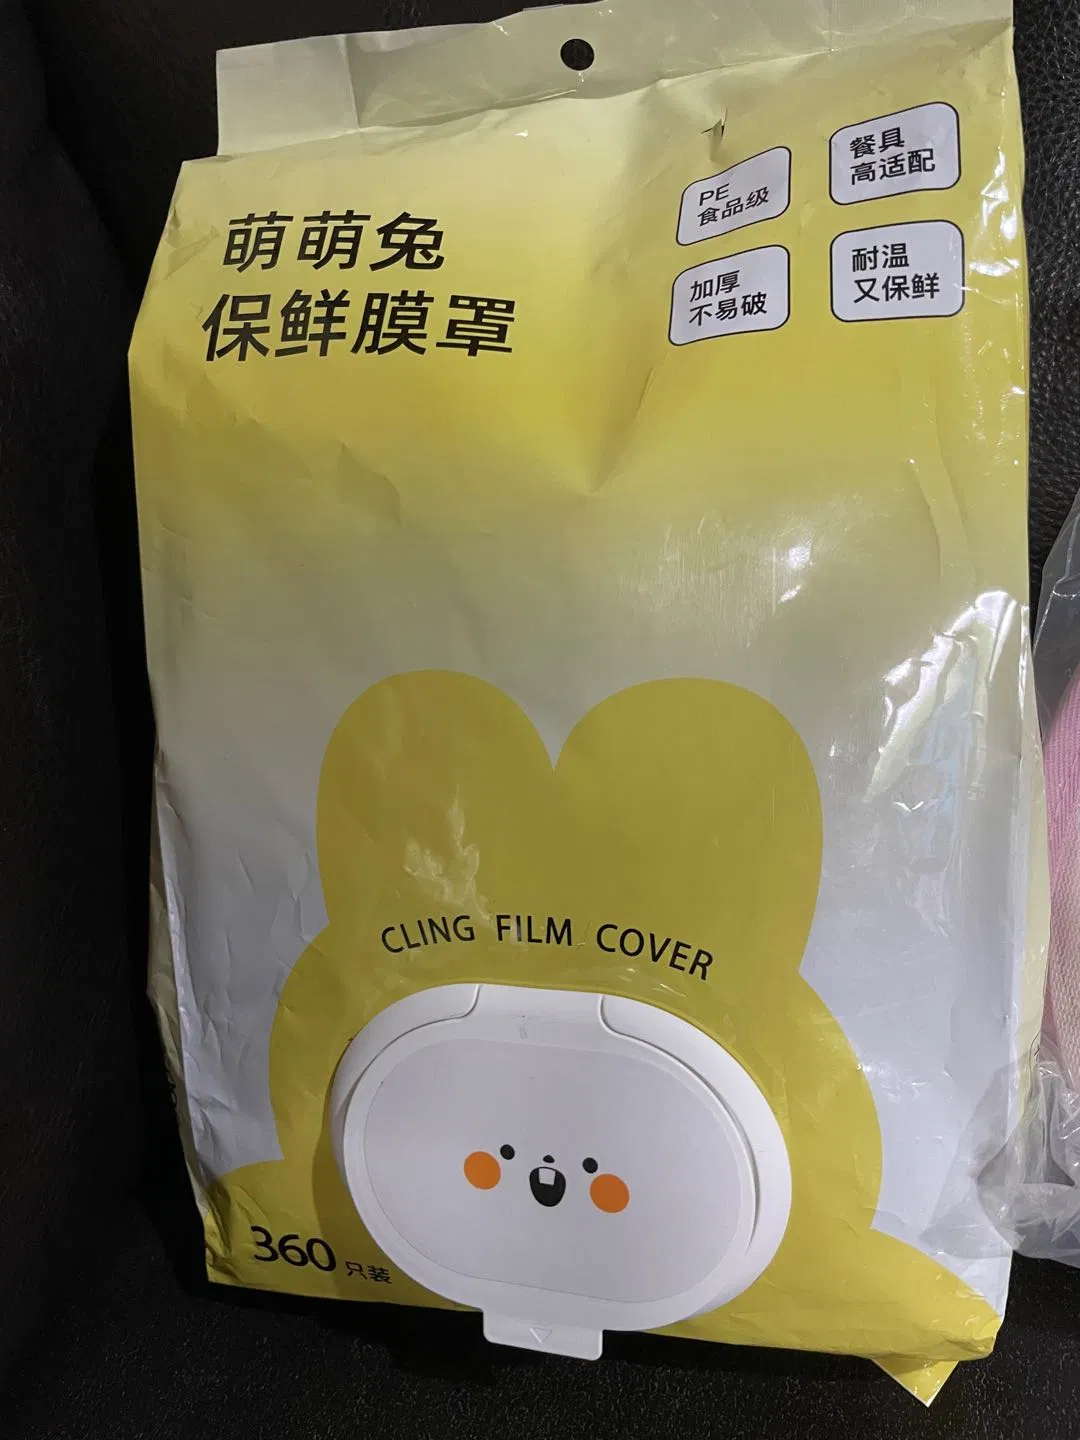 萌萌兔
保鲜膜罩
PE
食品级
餐具
高适配
加厚
不易破
耐温
又保鲜
CLING FILM COVER
360只装